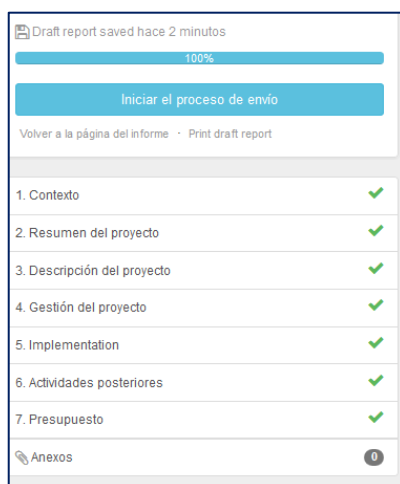 Draft report saved hace 2 minutos
100%
Iniciar el proceso de envío
Volver a la página del informe · Print draft report
1. Contexto
2. Resumen del proyecto
3. Descripción del proyecto
4. Gestión del proyecto
5. Implementation
6. Actividades posteriores
7. Presupuesto
Anexos 0